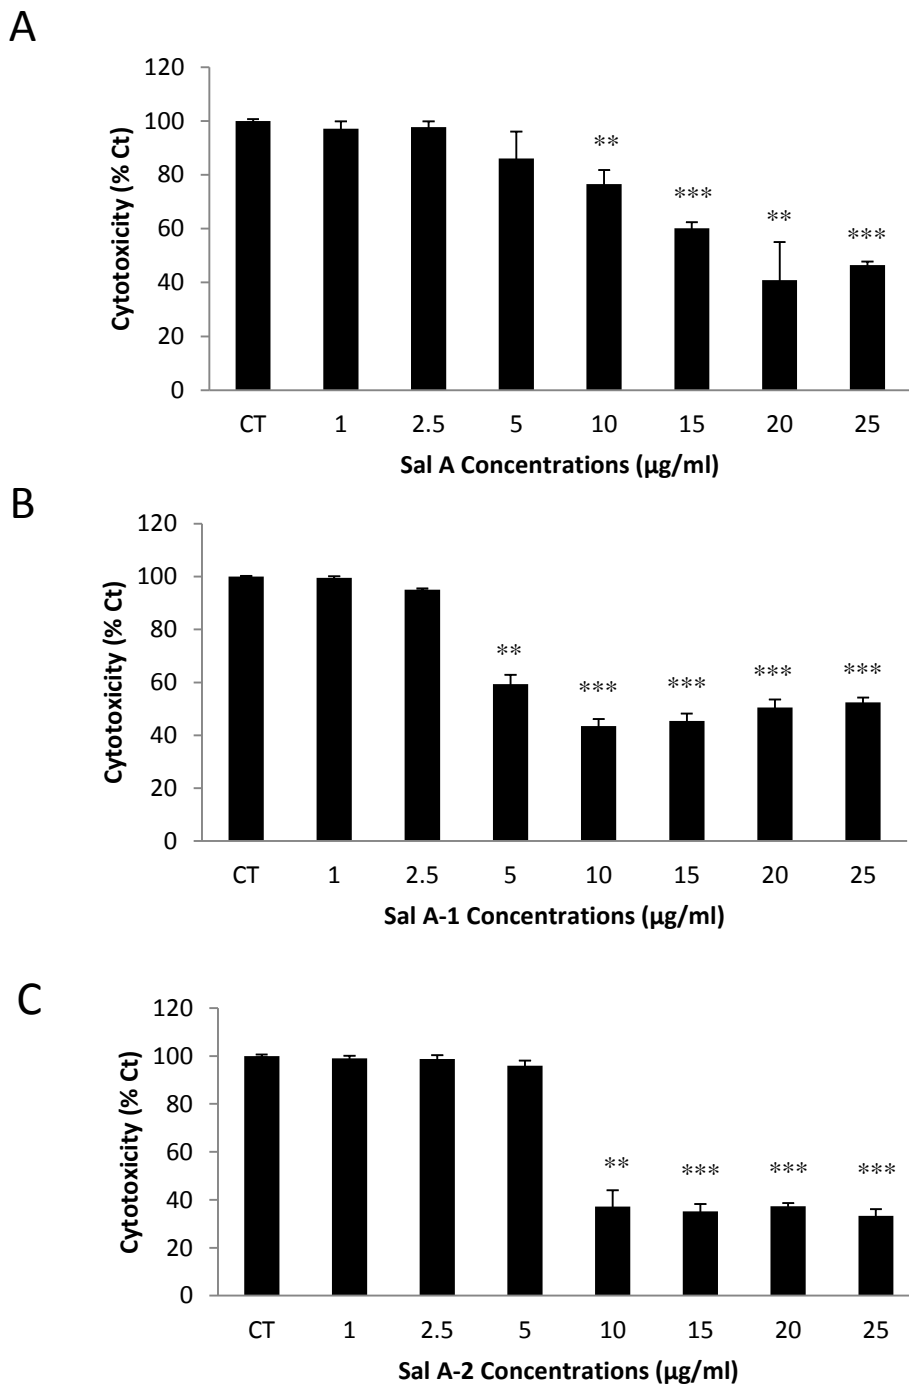 A
120
100
80
60
40
20
0
Cytotoxicity (% Ct)
**
***
**
***
CT 1 2.5 5 10 15 20 25
Sal A Concentrations (µg/ml)
B
120
100
80
60
40
20
0
Cytotoxicity (% Ct)
**
***
***
***
***
CT 1 2.5 5 10 15 20 25
Sal A-1 Concentrations (µg/ml)
C
120
100
80
60
40
20
0
Cytotoxicity (% Ct)
**
***
***
***
CT 1 2.5 5 10 15 20 25
Sal A-2 Concentrations (µg/ml)